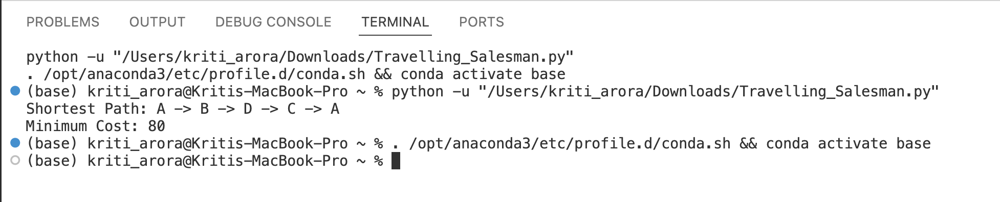 PROBLEMS OUTPUT DEBUG CONSOLE TERMINAL PORTS
python -u "/Users/kriti_arora/Downloads/Travelling_Salesman.py"
. /opt/anaconda3/etc/profile.d/conda.sh && conda activate base
(base) kriti_arora@Kritis-MacBook-Pro ~ % python -u "/Users/kriti_arora/Downloads/Travelling_Salesman.py"
Shortest Path: A -> B -> D -> C -> A
Minimum Cost: 80
(base) kriti_arora@Kritis-MacBook-Pro ~ % . /opt/anaconda3/etc/profile.d/conda.sh && conda activate base
(base) kriti_arora@Kritis-MacBook-Pro ~ %